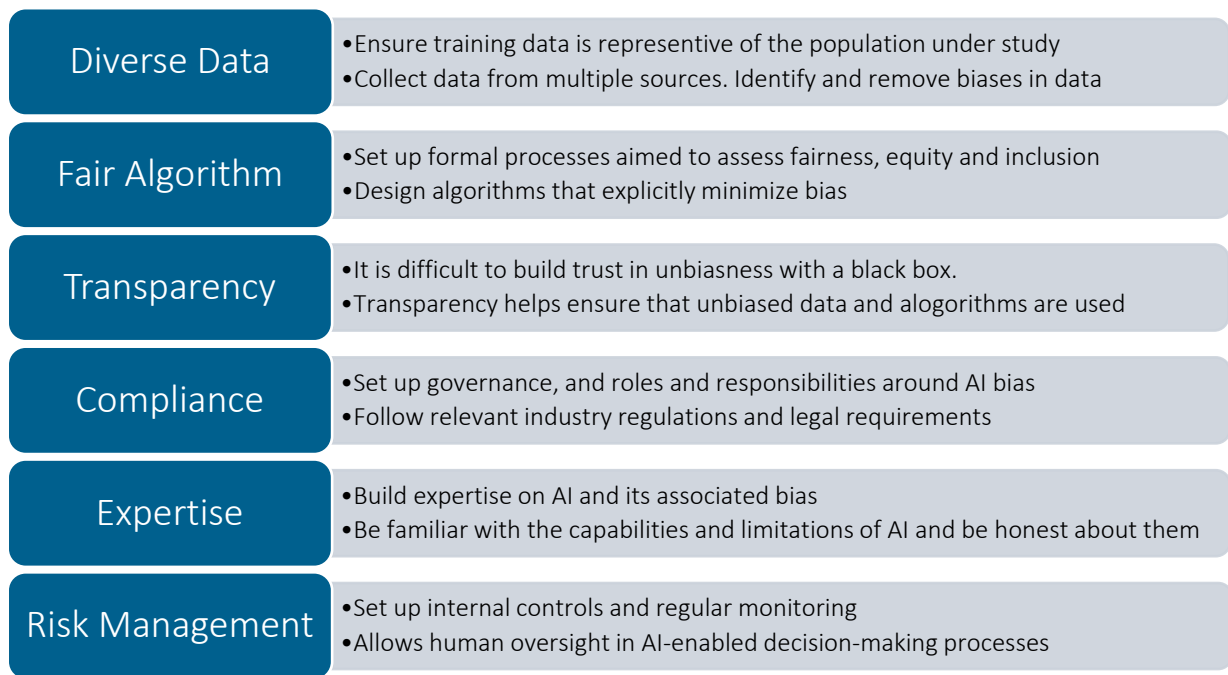 Diverse Data
•Ensure training data is representive of the population under study
•Collect data from multiple sources. Identify and remove biases in data
Fair Algorithm
•Set up formal processes aimed to assess fairness, equity and inclusion
•Design algorithms that explicitly minimize bias
Transparency
•It is difficult to build trust in unbiasness with a black box.
•Transparency helps ensure that unbiased data and alogorithms are used
Compliance
•Set up governance, and roles and responsibilities around AI bias
•Follow relevant industry regulations and legal requirements
Expertise
•Build expertise on AI and its associated bias
•Be familiar with the capabilities and limitations of AI and be honest about them
Risk Management
•Set up internal controls and regular monitoring
•Allows human oversight in AI-enabled decision-making processes